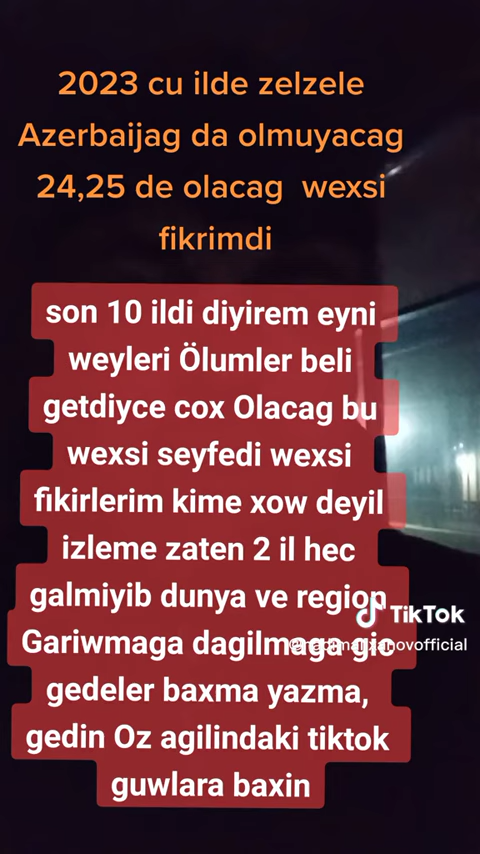 2023 cu ilde zelzele
Azerbaijag da olmuyacag
24,25 de olacag wexsi
fikrimdi
son 10 ildi diyirem eyni
weyleri Ölumler beli
getdiyce cox Olacag bu
wexsi seyfedi wexsi
fikirlerim kime xow deyil
izleme zaten 2 il hec
galmiyib dunya ve region
TikTok
Gariwmaga dagilmaga gic
gedeler baxma yazma,
gedin Oz agilindaki tiktok
guwlara baxin